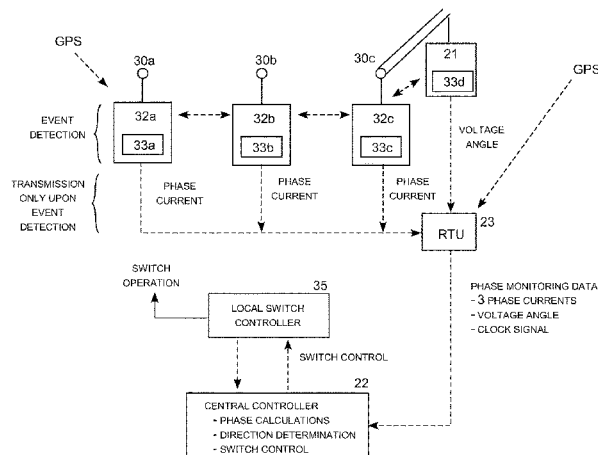 GPS
30a
30b
30c
21
GPS
33d
EVENT
DETECTION
32a
33a
32b
33b
32c
33c
VOLTAGE
ANGLE
TRANSMISSION
ONLY UPON
EVENT
DETECTION
PHASE
CURRENT
PHASE
CURRENT
PHASE
CURRENT
RTU
23
SWITCH
OPERATION
35
LOCAL SWITCH
CONTROLLER
PHASE MONITORING DATA
- 3 PHASE CURRENTS
- VOLTAGE ANGLE
- CLOCK SIGNAL
SWITCH CONTROL
22
CENTRAL CONTROLLER
- PHASE CALCULATIONS
- DIRECTION DETERMINATION
- SWITCH CONTROL